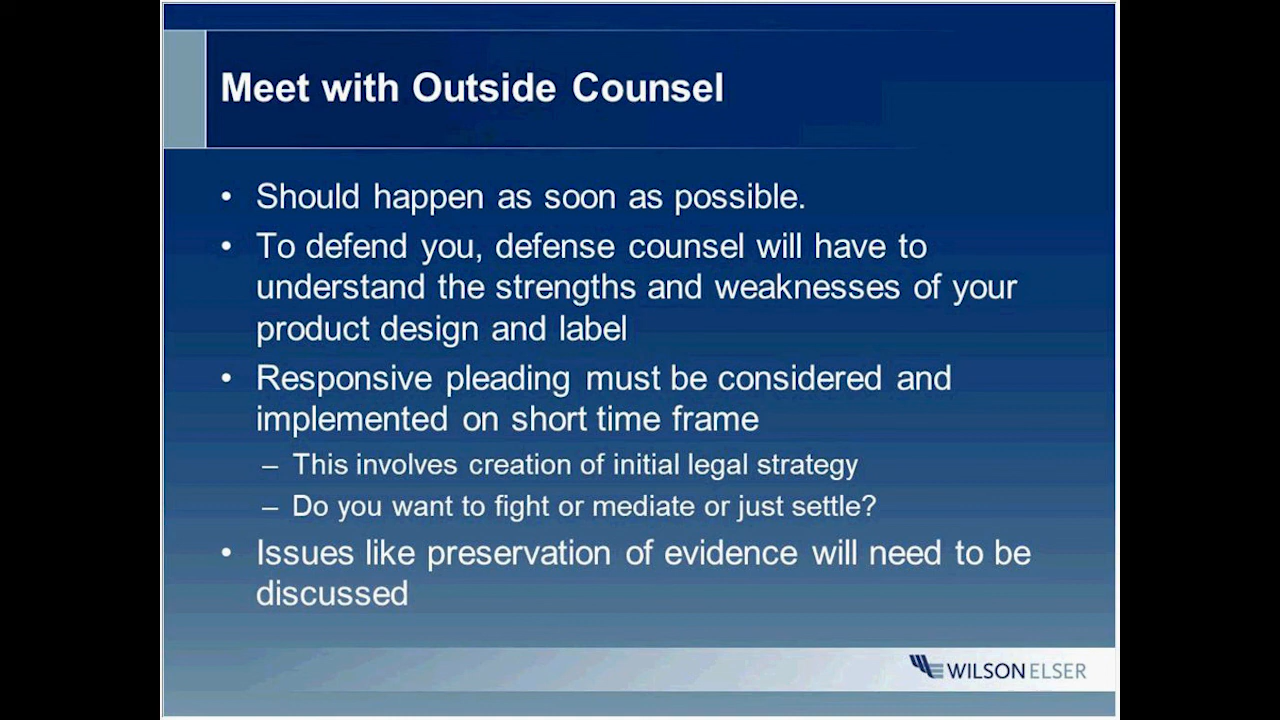 Meet with Outside Counsel
• Should happen as soon as possible.
• To defend you, defense counsel will have to
understand the strengths and weaknesses of your
product design and label
• Responsive pleading must be considered and
implemented on short time frame
– This involves creation of initial legal strategy
– Do you want to fight or mediate or just settle?
• Issues like preservation of evidence will need to be
discussed
WILSON ELSER